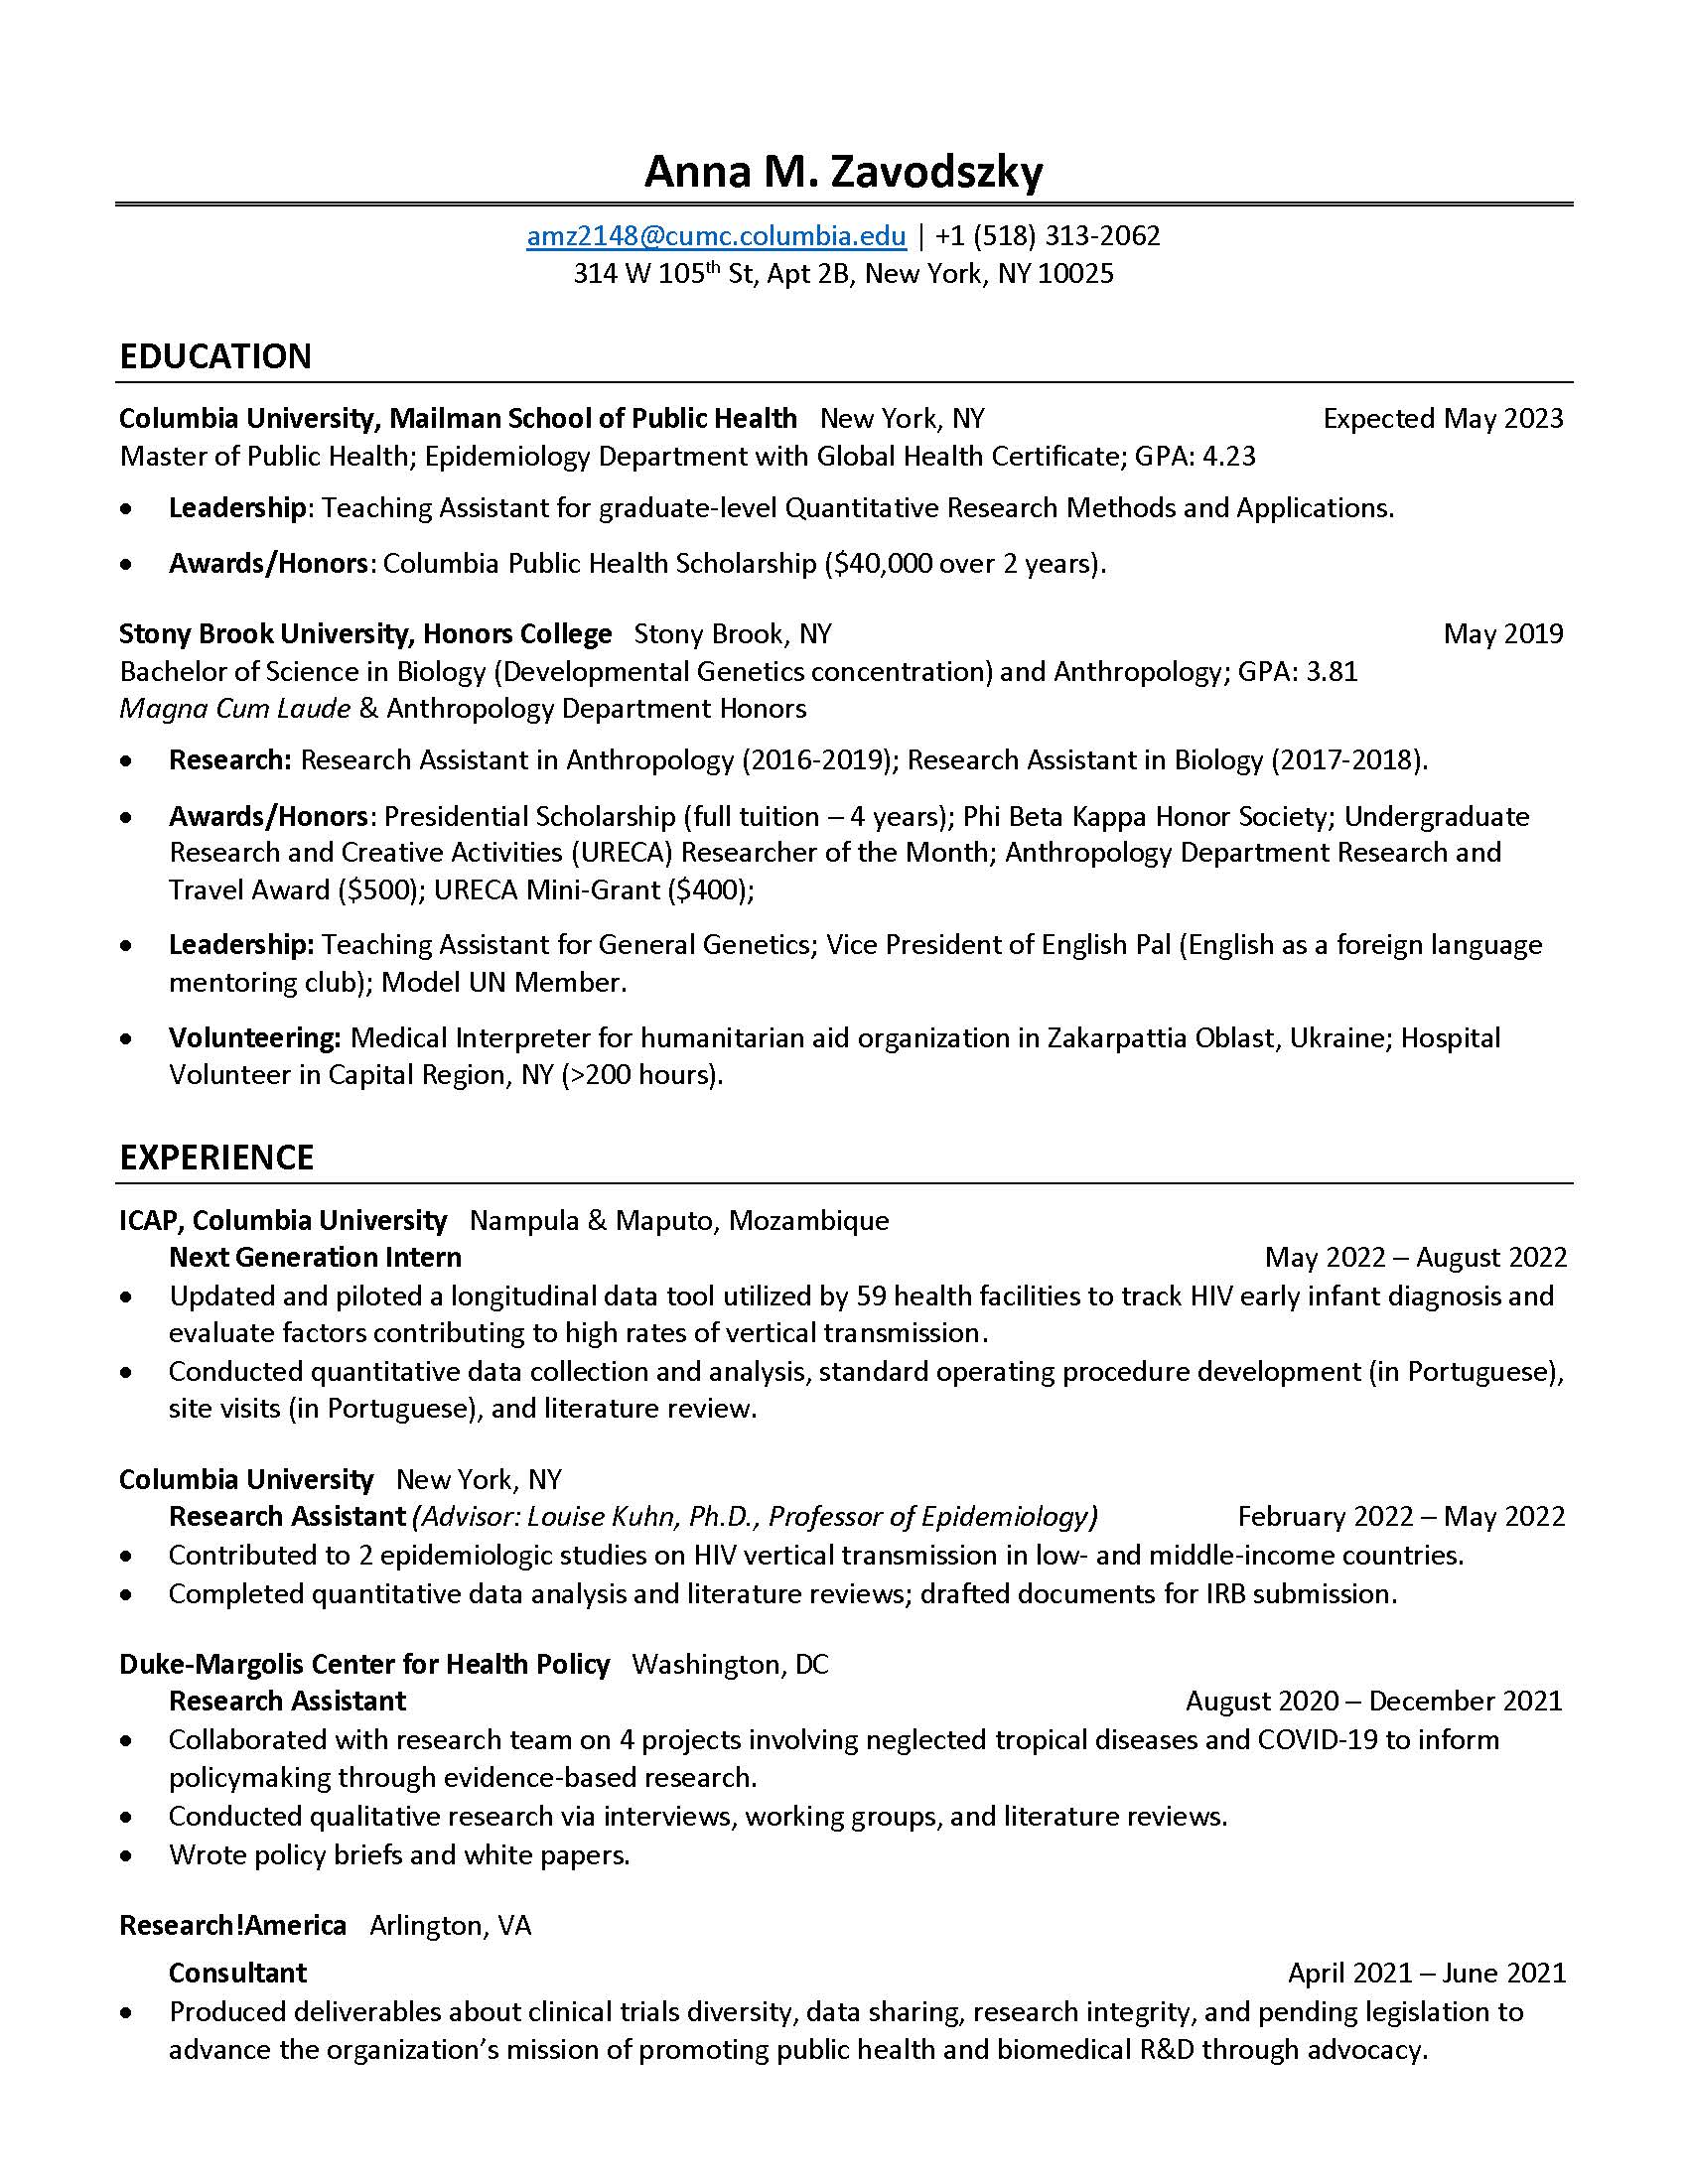 Anna M. Zavodszky
amz2148@cumc.columbia.edu | +1 (518) 313-2062
314 W 105th St, Apt 2B, New York, NY 10025
EDUCATION
Columbia University, Mailman School of Public Health New York, NY Expected May 2023
Master of Public Health; Epidemiology Department with Global Health Certificate; GPA: 4.23
• Leadership: Teaching Assistant for graduate-level Quantitative Research Methods and Applications.
• Awards/Honors: Columbia Public Health Scholarship ($40,000 over 2 years).
Stony Brook University, Honors College Stony Brook, NY May 2019
Bachelor of Science in Biology (Developmental Genetics concentration) and Anthropology; GPA: 3.81
Magna Cum Laude & Anthropology Department Honors
• Research: Research Assistant in Anthropology (2016-2019); Research Assistant in Biology (2017-2018).
• Awards/Honors: Presidential Scholarship (full tuition – 4 years); Phi Beta Kappa Honor Society; Undergraduate
Research and Creative Activities (URECA) Researcher of the Month; Anthropology Department Research and
Travel Award ($500); URECA Mini-Grant ($400);
• Leadership: Teaching Assistant for General Genetics; Vice President of English Pal (English as a foreign language
mentoring club); Model UN Member.
• Volunteering: Medical Interpreter for humanitarian aid organization in Zakarpattia Oblast, Ukraine; Hospital
Volunteer in Capital Region, NY (>200 hours).
EXPERIENCE
ICAP, Columbia University Nampula & Maputo, Mozambique
Next Generation Intern May 2022 – August 2022
• Updated and piloted a longitudinal data tool utilized by 59 health facilities to track HIV early infant diagnosis and
evaluate factors contributing to high rates of vertical transmission.
• Conducted quantitative data collection and analysis, standard operating procedure development (in Portuguese),
site visits (in Portuguese), and literature review.
Columbia University New York, NY
Research Assistant (Advisor: Louise Kuhn, Ph.D., Professor of Epidemiology) February 2022 – May 2022
• Contributed to 2 epidemiologic studies on HIV vertical transmission in low- and middle-income countries.
• Completed quantitative data analysis and literature reviews; drafted documents for IRB submission.
Duke-Margolis Center for Health Policy Washington, DC
Research Assistant August 2020 – December 2021
• Collaborated with research team on 4 projects involving neglected tropical diseases and COVID-19 to inform
policymaking through evidence-based research.
• Conducted qualitative research via interviews, working groups, and literature reviews.
• Wrote policy briefs and white papers.
Research!America Arlington, VA
Consultant April 2021 – June 2021
• Produced deliverables about clinical trials diversity, data sharing, research integrity, and pending legislation to
advance the organization’s mission of promoting public health and biomedical R&D through advocacy.